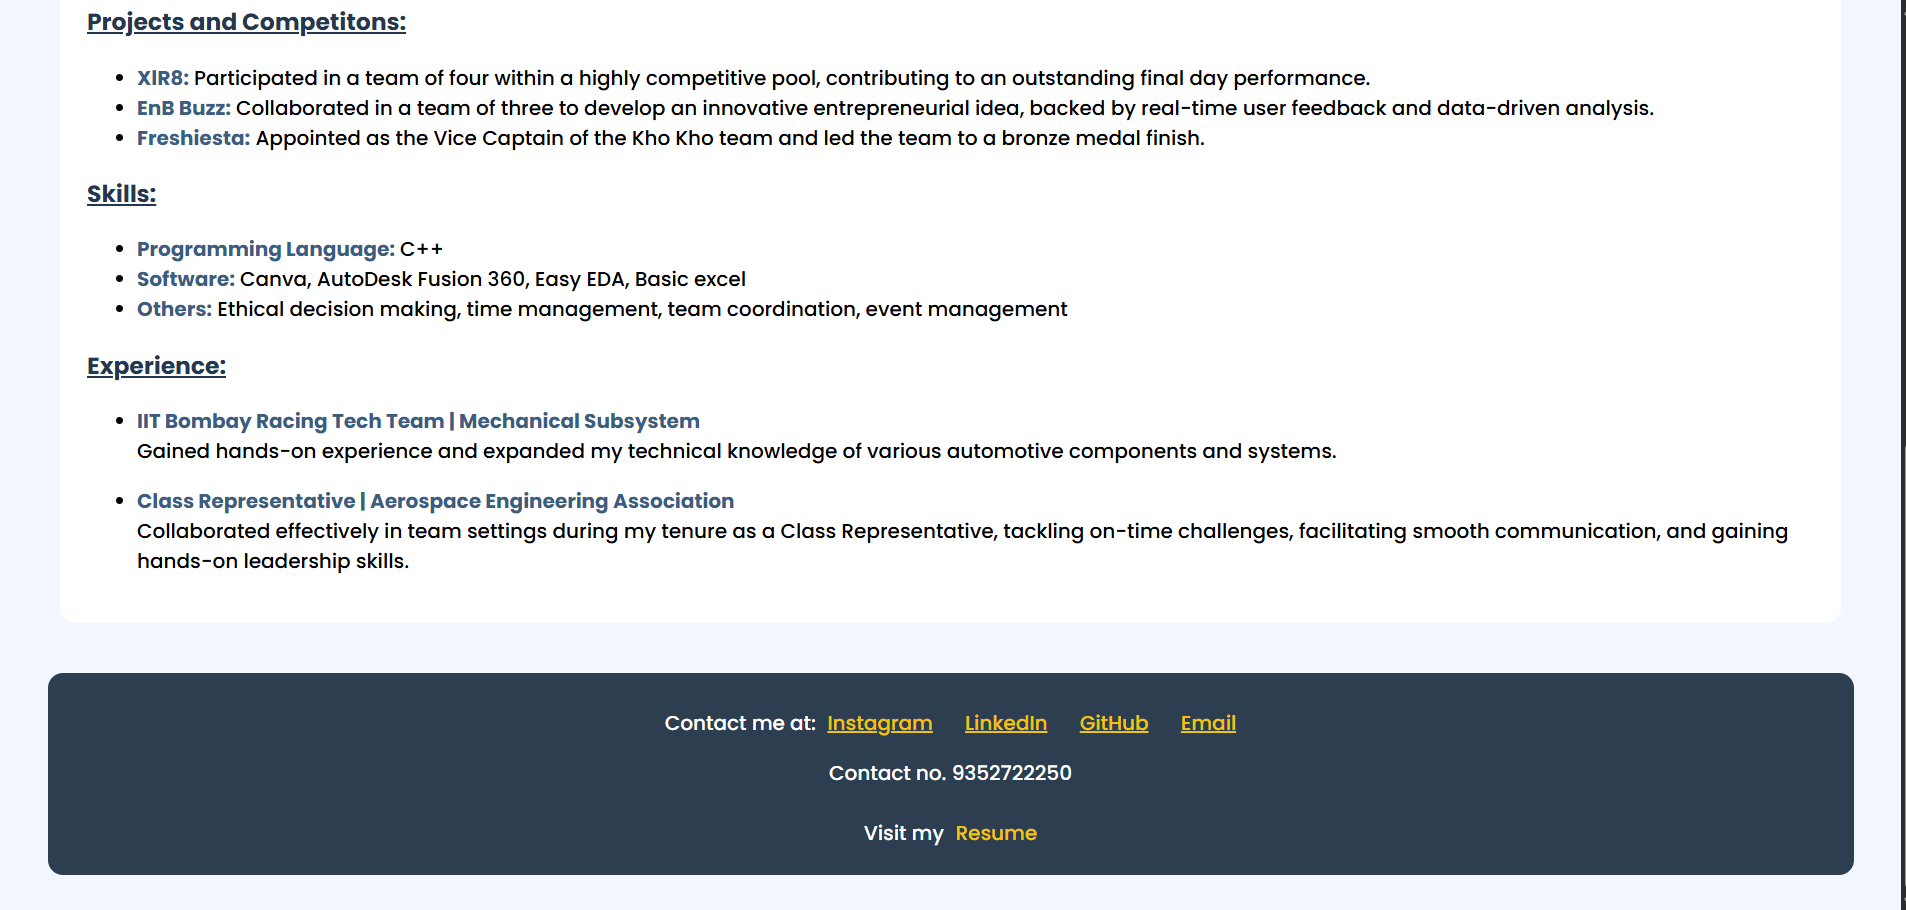 Projects and Competitons:
XlR8: Participated in a team of four within a highly competitive pool, contributing to an outstanding final day performance.
EnB Buzz: Collaborated in a team of three to develop an innovative entrepreneurial idea, backed by real-time user feedback and data-driven analysis.
Freshiesta: Appointed as the Vice Captain of the Kho Kho team and led the team to a bronze medal finish.
Skills:
Programming Language: C++
Software: Canva, AutoDesk Fusion 360, Easy EDA, Basic excel
Others: Ethical decision making, time management, team coordination, event management
Experience:
IIT Bombay Racing Tech Team | Mechanical Subsystem
Gained hands-on experience and expanded my technical knowledge of various automotive components and systems.
Class Representative | Aerospace Engineering Association
Collaborated effectively in team settings during my tenure as a Class Representative, tackling on-time challenges, facilitating smooth communication, and gaining
hands-on leadership skills.
Contact me at: Instagram LinkedIn GitHub Email
Contact no. 9352722250
Visit my Resume